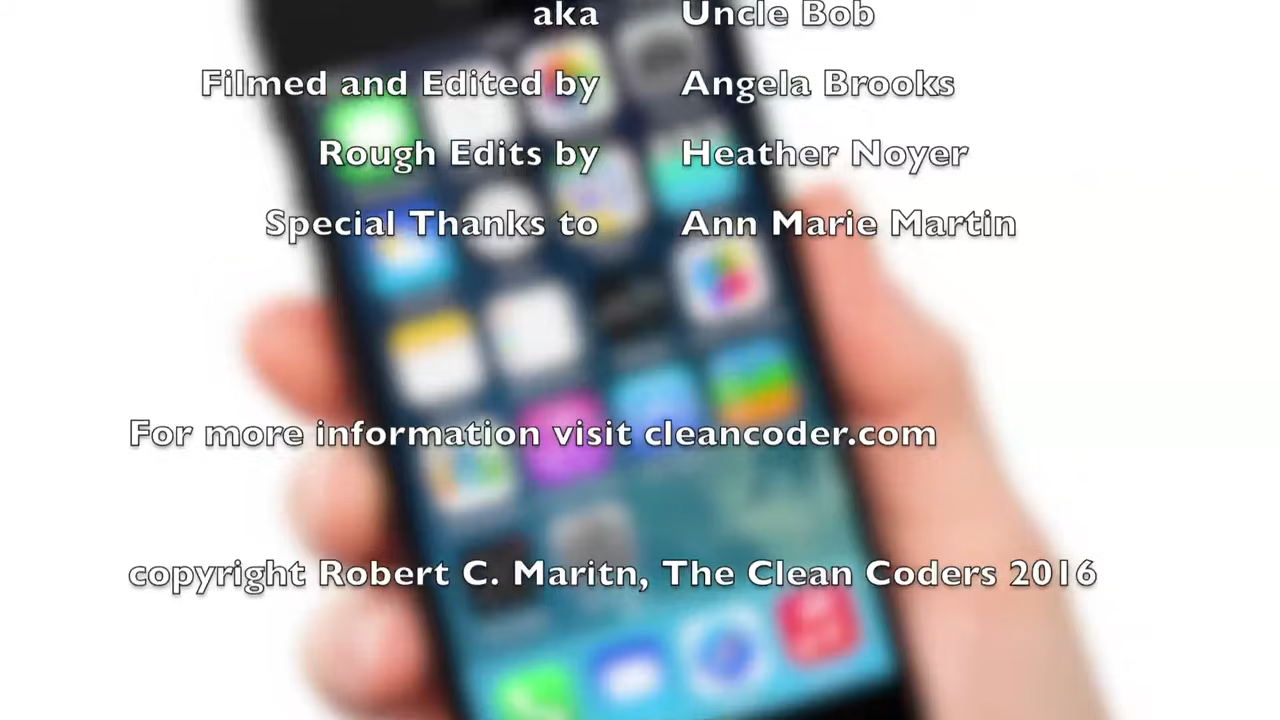 aka Uncle Bob
Filmed and Edited by Angela Brooks
Rough Edits by Heather Noyer
Special Thanks to Ann Marie Martin
For more information visit cleancoder.com
copyright Robert C. Maritn, The Clean Coders 2016